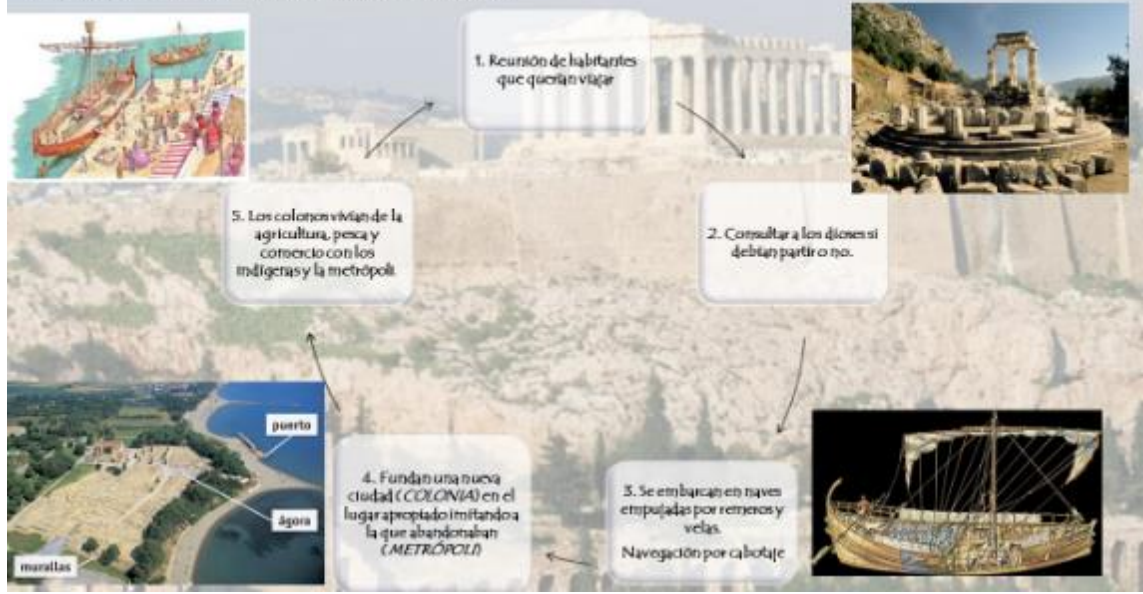 1. Reunión de habitantes
que querían viajar
2. Consultar a los dioses si
debían partir o no.
3. Se embarcan en naves
empujadas por remeros y
velas.
Navegación por cabotaje
4. Fundan una nueva
ciudad (COLONIA) en el
lugar apropiado imitando a
la que abandonaban
(METRÓPOLI)
5. Los colonos vivían de la
agricultura, pesca y
comercio con los
indígenas y la metrópoli.
puerto
ágora
murallas